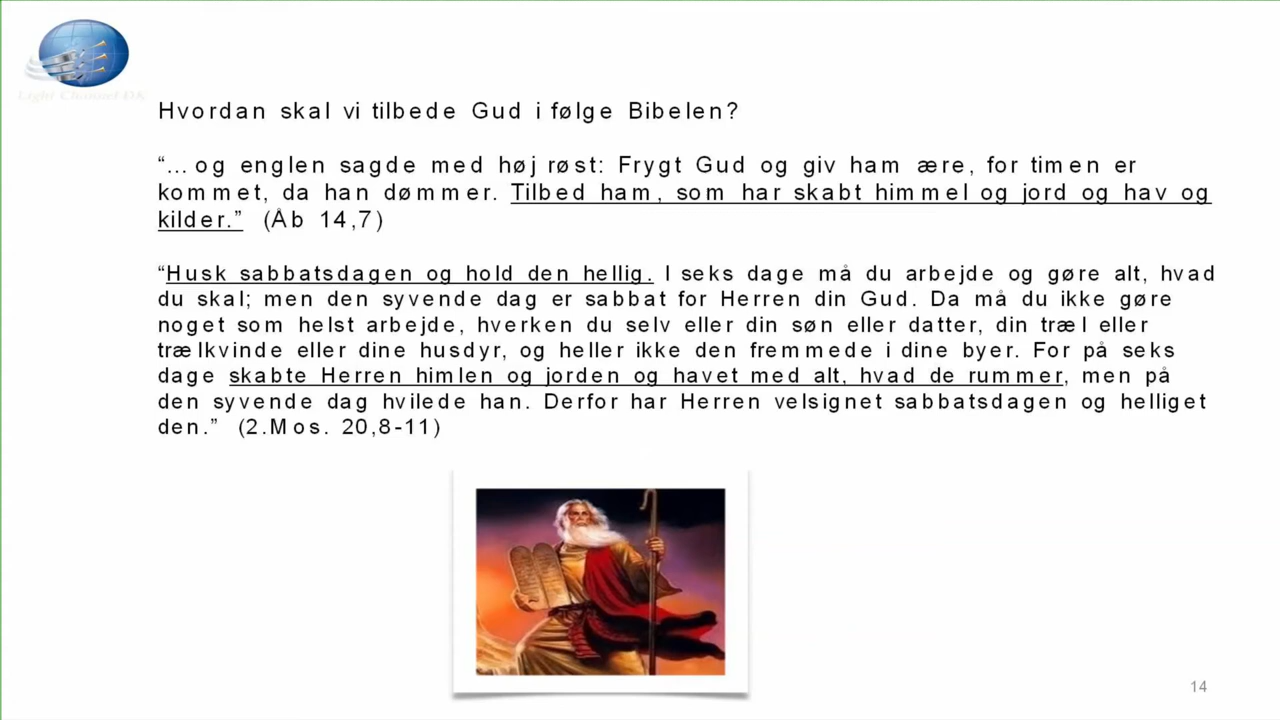 Light Channel DK
Hvordan skal vi tilbede Gud i følge Bibelen?
“... og englen sagde med høj røst: Frygt Gud og giv ham ære, for timen er
kommet, da han dømmer. Tilbed ham, som har skabt himmel og jord og hav og
kilder.” (Åb 14,7)
“Husk sabbatsdagen og hold den hellig. I seks dage må du arbejde og gøre alt, hvad
du skal; men den syvende dag er sabbat for Herren din Gud. Da må du ikke gøre
noget som helst arbejde, hverken du selv eller din søn eller datter, din træl eller
trælkvinde eller dine husdyr, og heller ikke den fremmede i dine byer. For på seks
dage skabte Herren himlen og jorden og havet med alt, hvad de rummer, men på
den syvende dag hvilede han. Derfor har Herren velsignet sabbatsdagen og helliget
den.” (2.Mos. 20,8-11)
14